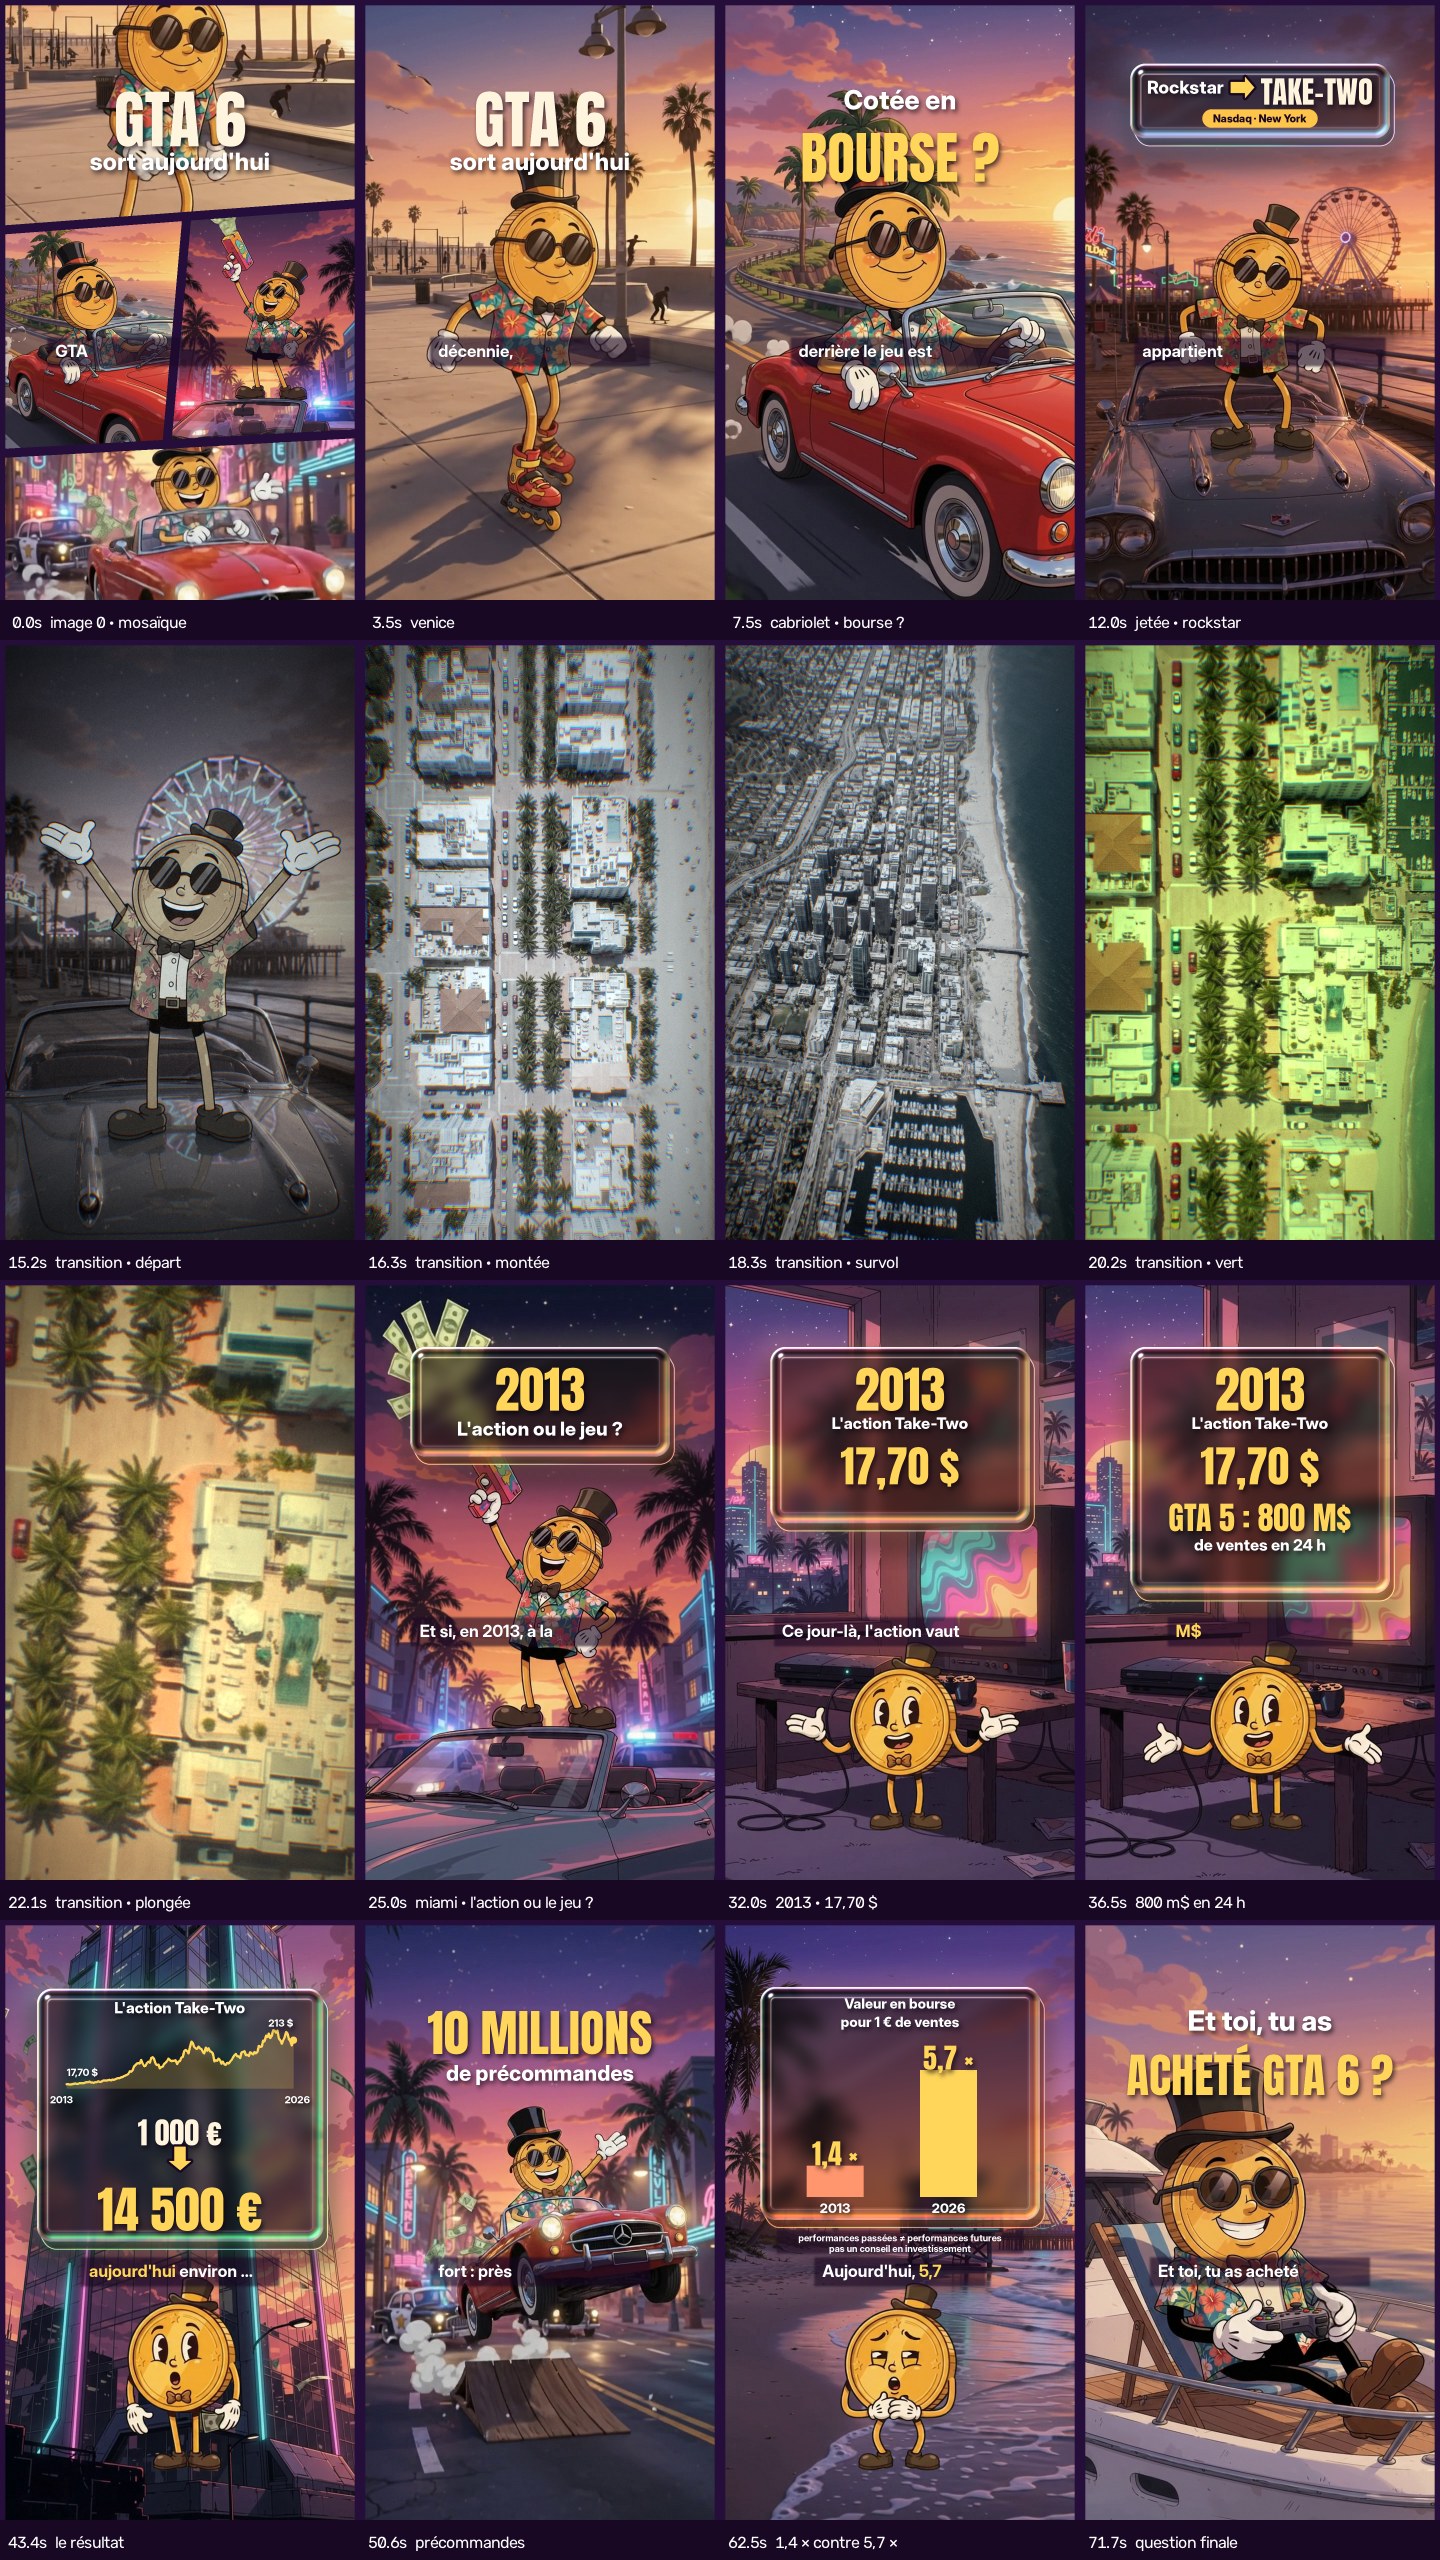 GTA 6
sort aujourd'hui
GTA
0.0s image 0 • mosaïque
GTA 6
sort aujourd'hui
décennie,
3.5s venice
Cotée en
BOURSE ?
derrière le jeu est
7.5s cabriolet • bourse ?
Rockstar ➡ TAKE-TWO
Nasdaq · New York
appartient
12.0s jetée • rockstar
15.2s transition • départ
16.3s transition • montée
18.3s transition • survol
20.2s transition • vert
22.1s transition • plongée
2013
L'action ou le jeu ?
Et si, en 2013, à la
25.0s miami • l'action ou le jeu ?
2013
L'action Take-Two
17,70 $
Ce jour-là, l'action vaut
32.0s 2013 • 17,70 $
2013
L'action Take-Two
17,70 $
GTA 5 : 800 M$
de ventes en 24 h
M$
36.5s 800 m$ en 24 h
L'action Take-Two
213 $
17,70 $
2013 2026
1 000 €
14 500 €
aujourd'hui environ ...
43.4s le résultat
10 MILLIONS
de précommandes
fort : près
50.6s précommandes
Valeur en bourse
pour 1 € de ventes
5,7 ×
1,4 ×
2013 2026
performances passées ≠ performances futures
pas un conseil en investissement
Aujourd'hui, 5,7
62.5s 1,4 × contre 5,7 ×
Et toi, tu as
ACHETÉ GTA 6 ?
Et toi, tu as acheté
71.7s question finale